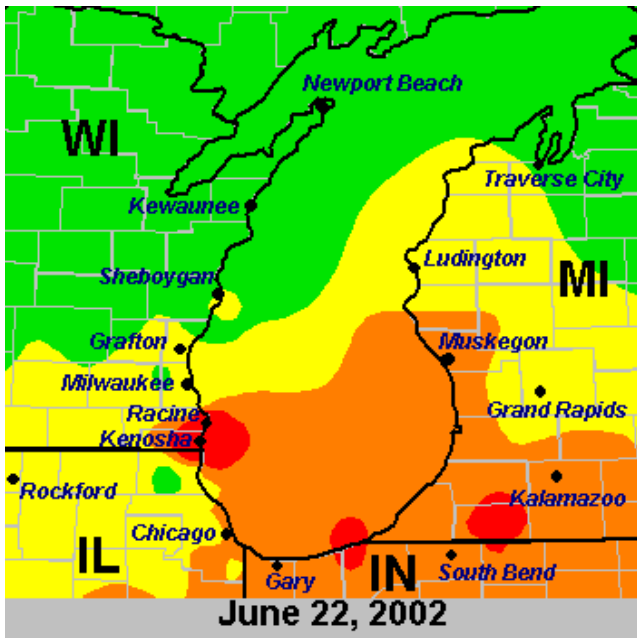 Newport Beach
WI
Traverse City
Kewaunee
Ludington
Sheboygan
MI
Grafton
Muskegon
Milwaukee
Racine
Grand Rapids
Kenosha
Rockford
Kalamazoo
Chicago
IL
Gary
IN
South Bend
June 22, 2002